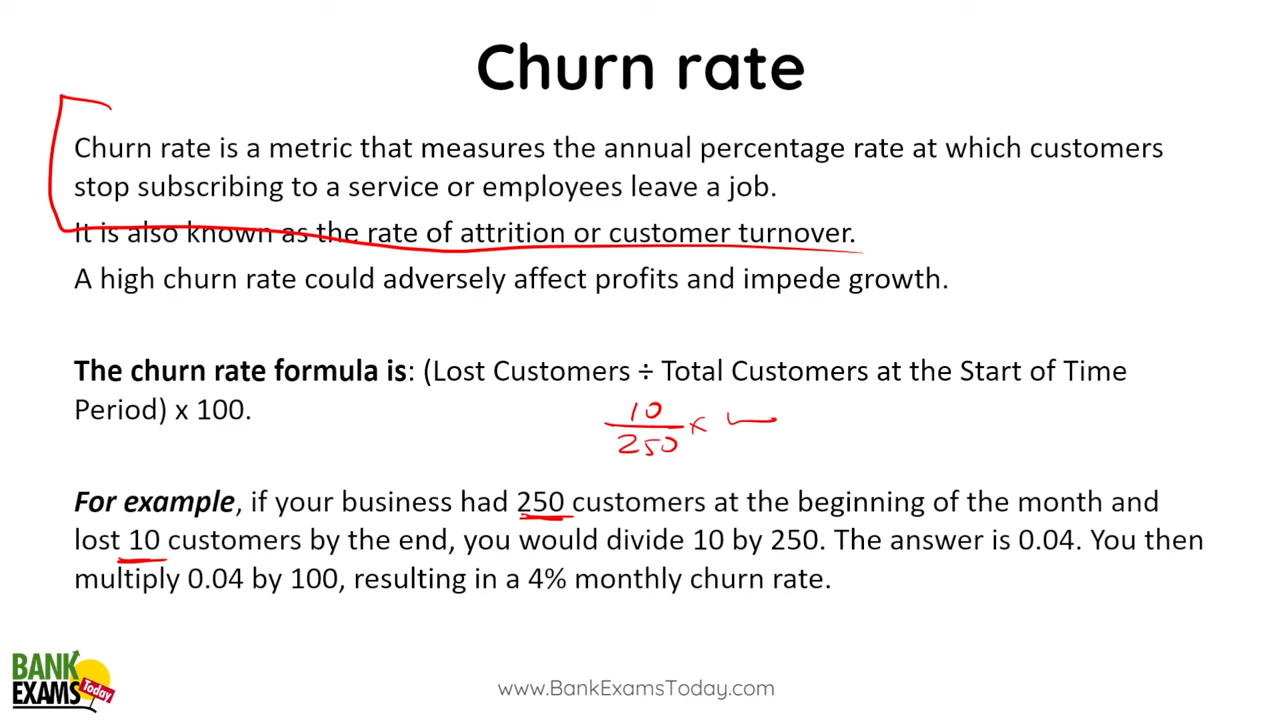 Churn rate
Churn rate is a metric that measures the annual percentage rate at which customers
stop subscribing to a service or employees leave a job.
It is also known as the rate of attrition or customer turnover.
A high churn rate could adversely affect profits and impede growth.
The churn rate formula is: (Lost Customers ÷ Total Customers at the Start of Time
Period) x 100.
10
250 x
For example, if your business had 250 customers at the beginning of the month and
lost 10 customers by the end, you would divide 10 by 250. The answer is 0.04. You then
multiply 0.04 by 100, resulting in a 4% monthly churn rate.
BANK
EXAMS
Today
www.BankExamsToday.com